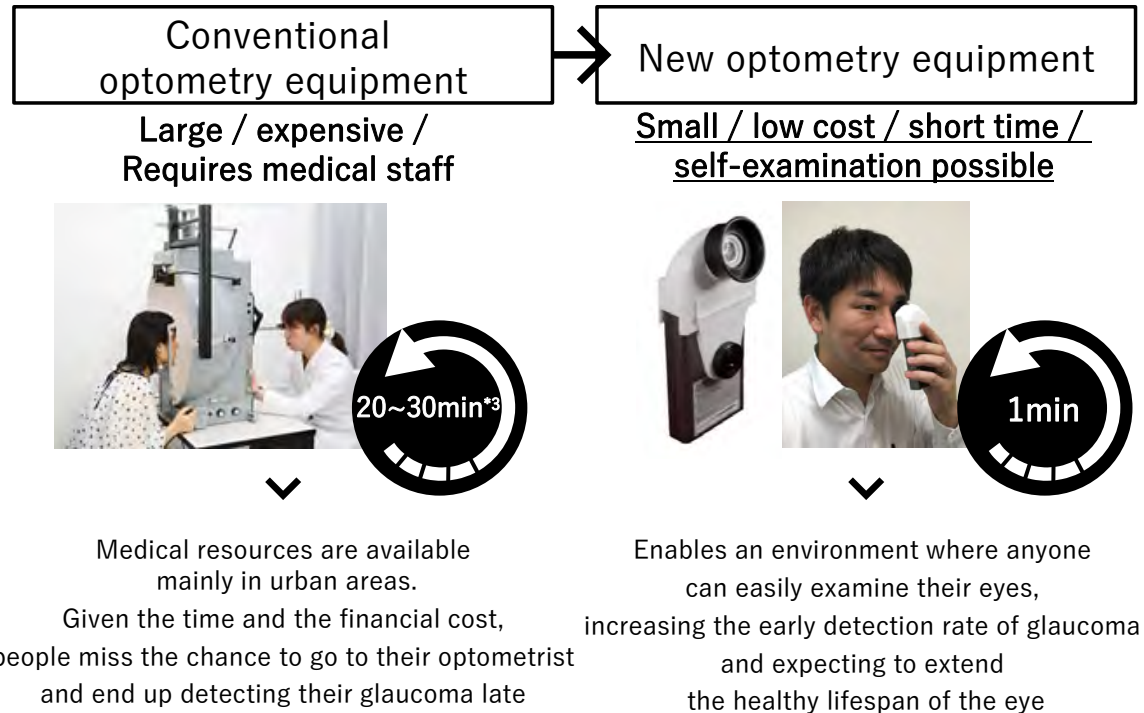 Conventional
optometry equipment
New optometry equipment
Large / expensive /
Requires medical staff
Small / low cost / short time /
self-examination possible
20~30min*3
1min
Medical resources are available
mainly in urban areas.
Given the time and the financial cost,
people miss the chance to go to their optometrist
and end up detecting their glaucoma late
Enables an environment where anyone
can easily examine their eyes,
increasing the early detection rate of glaucoma
and expecting to extend
the healthy lifespan of the eye